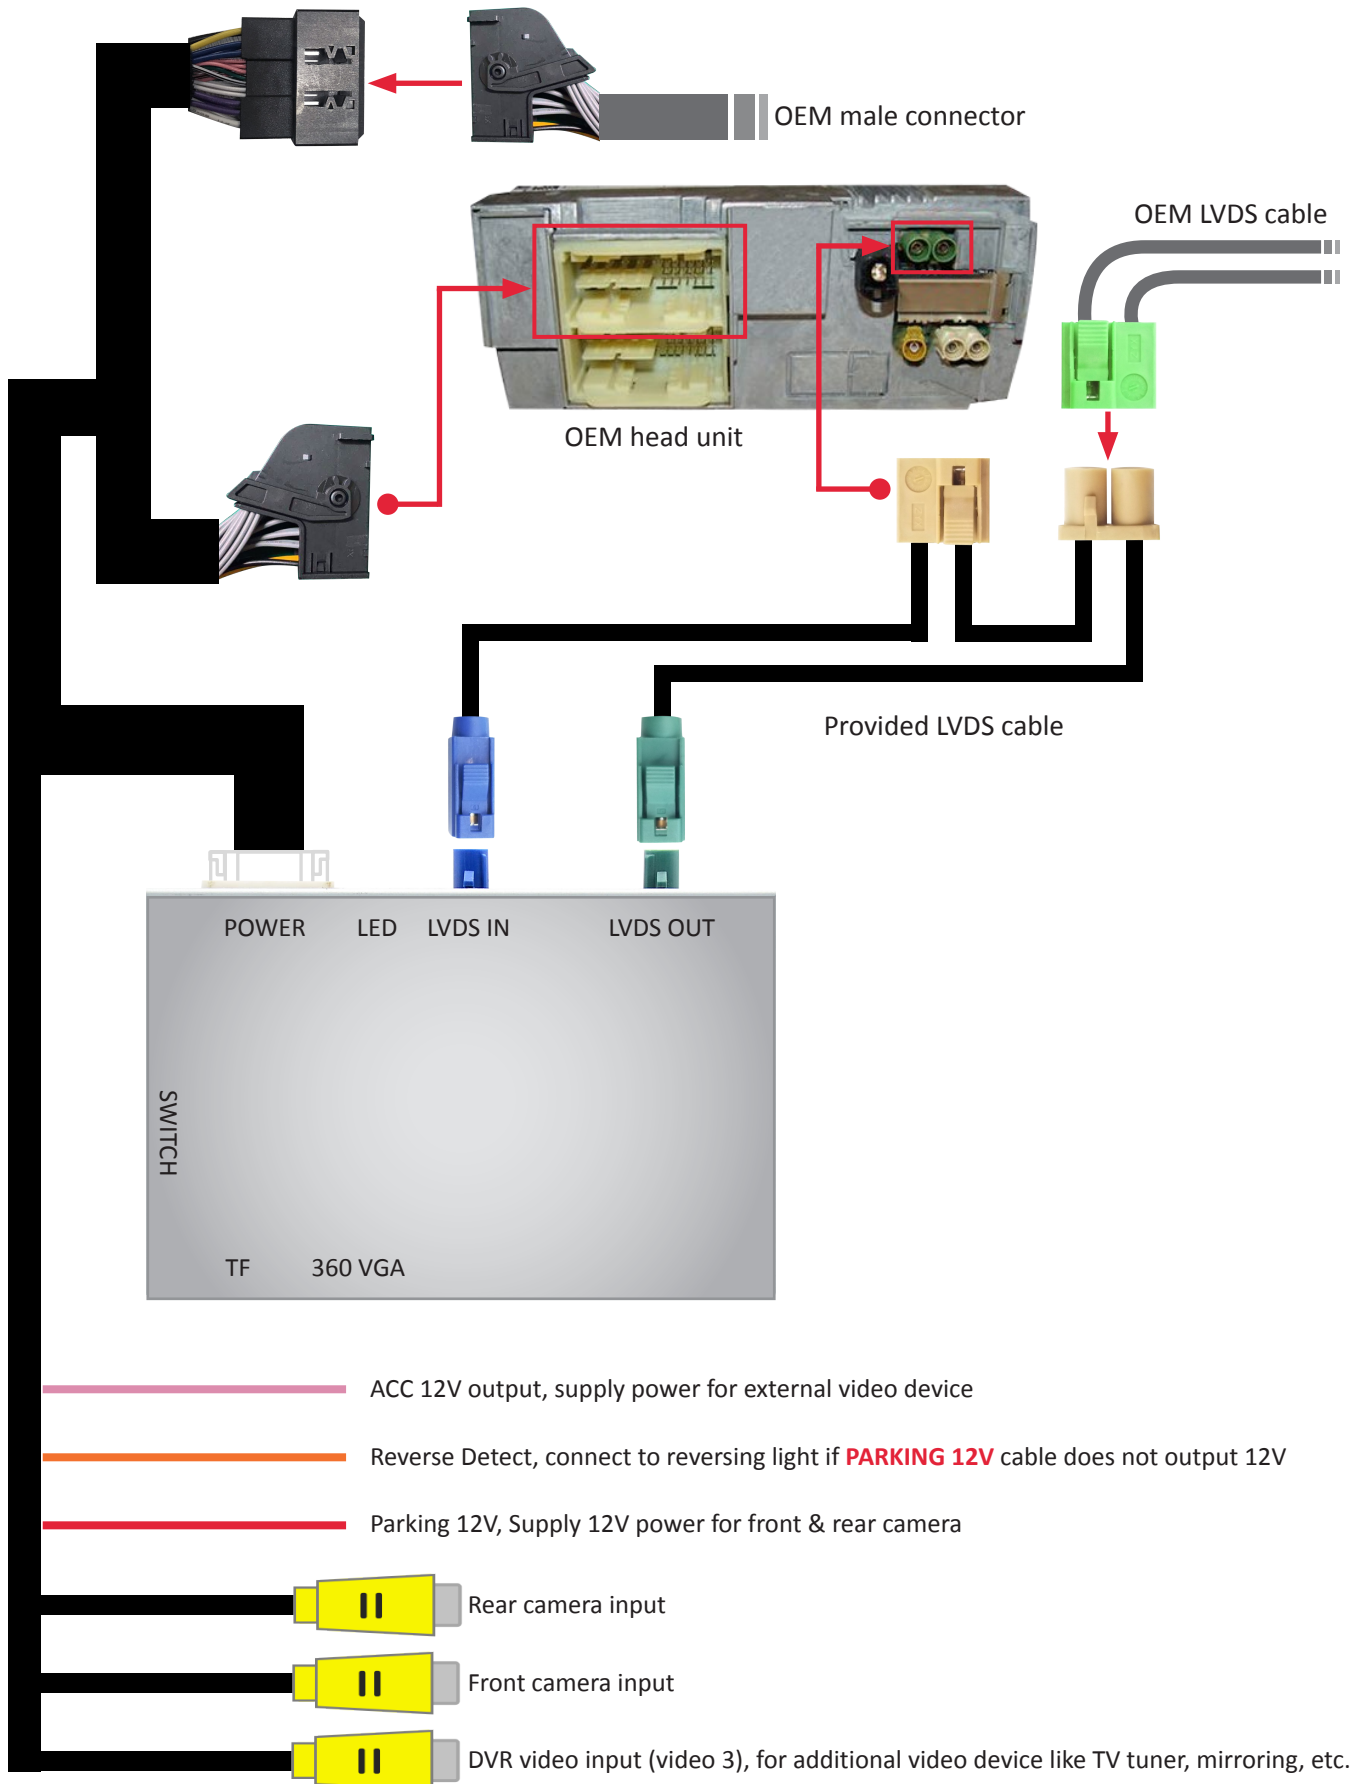 OEM male connector
OEM LVDS cable
OEM head unit
Provided LVDS cable
POWER
LED
LVDS IN
LVDS OUT
SWITCH
TF
360 VGA
ACC 12V output, supply power for external video device
Reverse Detect, connect to reversing light if PARKING 12V cable does not output 12V
Parking 12V, Supply 12V power for front & rear camera
Rear camera input
Front camera input
DVR video input (video 3), for additional video device like TV tuner, mirroring, etc.